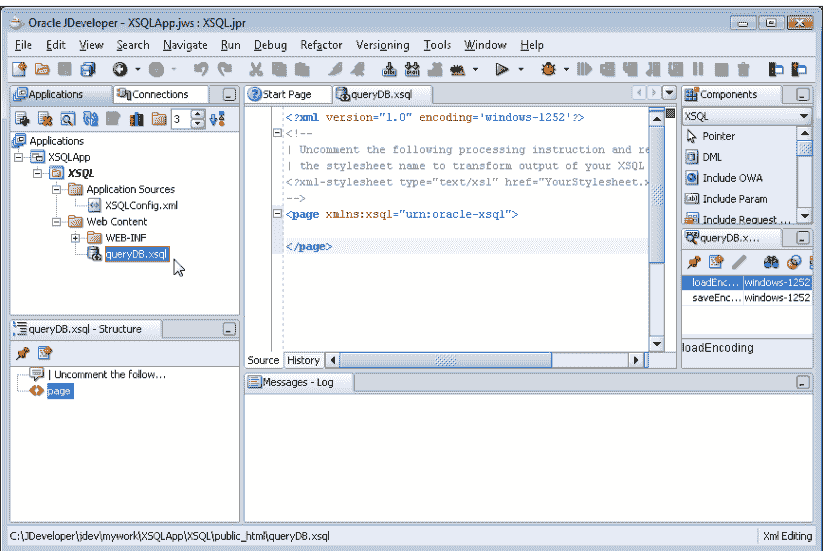 Oracle JDeveloper - XSQLApp.jws : XSQL.jpr
File Edit View Search Navigate Run Debug Refactor Versioning Tools Window Help
Applications
Connections
3
Applications
XSQLApp
XSQL
Application Sources
XSQLConfig.xml
Web Content
WEB-INF
queryDB.xsql
queryDB.xsql - Structure
| Uncomment the follow...
page
Start Page
queryDB.xsql
<?xml version="1.0" encoding='windows-1252'?>
<!--
| Uncomment the following processing instruction and re
| the stylesheet name to transform output of your XSQL
<?xml-stylesheet type="text/xsl" href="YourStylesheet.x
-->
<page xmlns:xsql="urn:oracle-xsql">
</page>
Source History
Messages - Log
Components
XSQL
Pointer
DML
Include OWA
Include Param
Include Request ...
queryDB.x...
loadEnc... windows-1252
saveEnc... windows-1252
loadEncoding
C:\JDeveloper\jdev\mywork\XSQLApp\XSQL\public_html\queryDB.xsql
Xml Editing